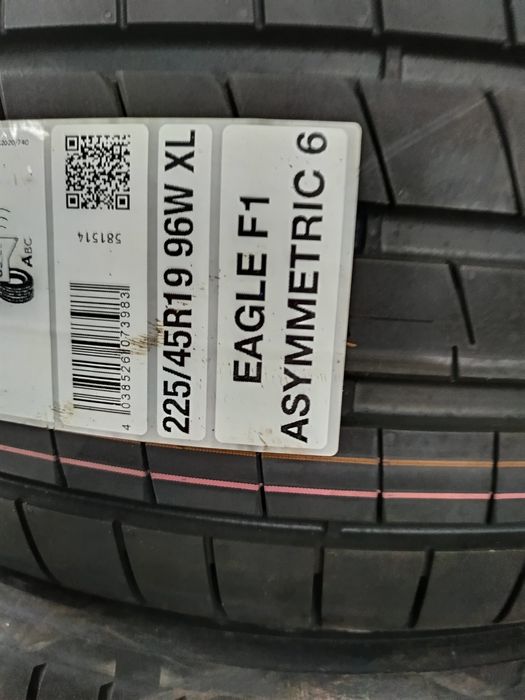 EAGLE F1
ASYMMETRIC 6
225/45R19 96W XL
581514
4 038526 073983
2020/740
ABC